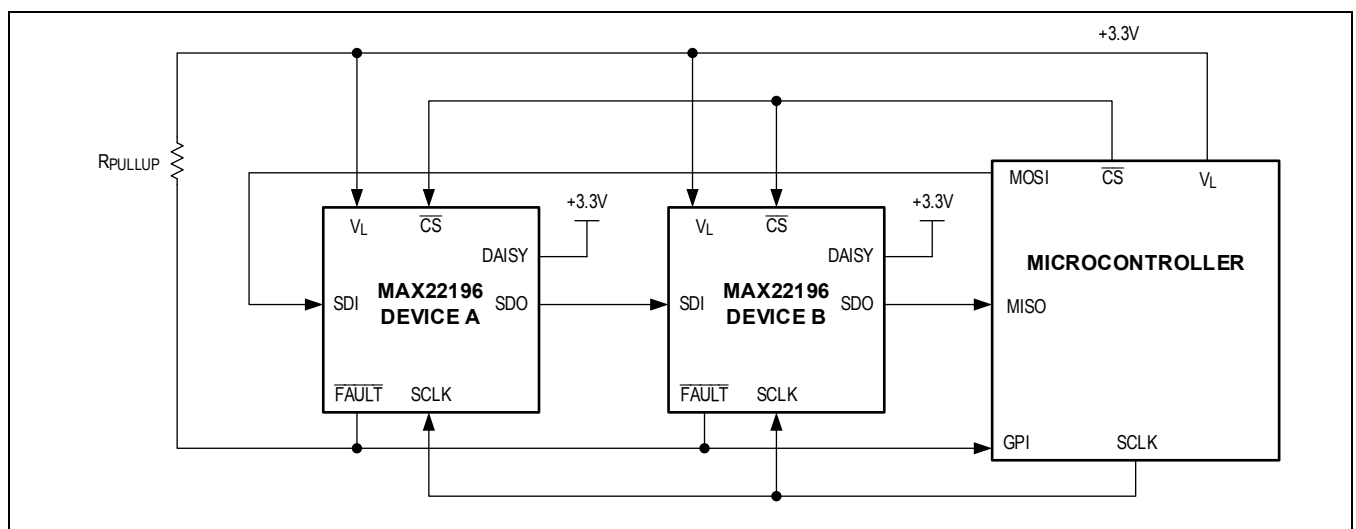 +3.3V
RPULLUP
MOSI CS VL
+3.3V +3.3V
VL CS VL CS
DAISY DAISY
MICROCONTROLLER
MAX22196 MAX22196
SDI DEVICE A SDO SDI DEVICE B SDO MISO
FAULT SCLK FAULT SCLK
GPI SCLK